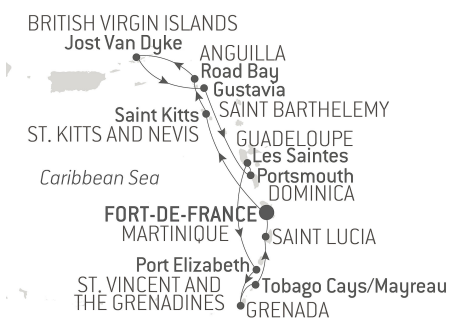 BRITISH VIRGIN ISLANDS
Jost Van Dyke
ANGUILLA
Road Bay
Gustavia
SAINT BARTHELEMY
Saint Kitts
ST. KITTS AND NEVIS
GUADELOUPE
Les Saintes
Caribbean Sea
Portsmouth
DOMINICA
FORT-DE-FRANCE
MARTINIQUE
SAINT LUCIA
Port Elizabeth
ST. VINCENT AND
THE GRENADINES
Tobago Cays/Mayreau
GRENADA